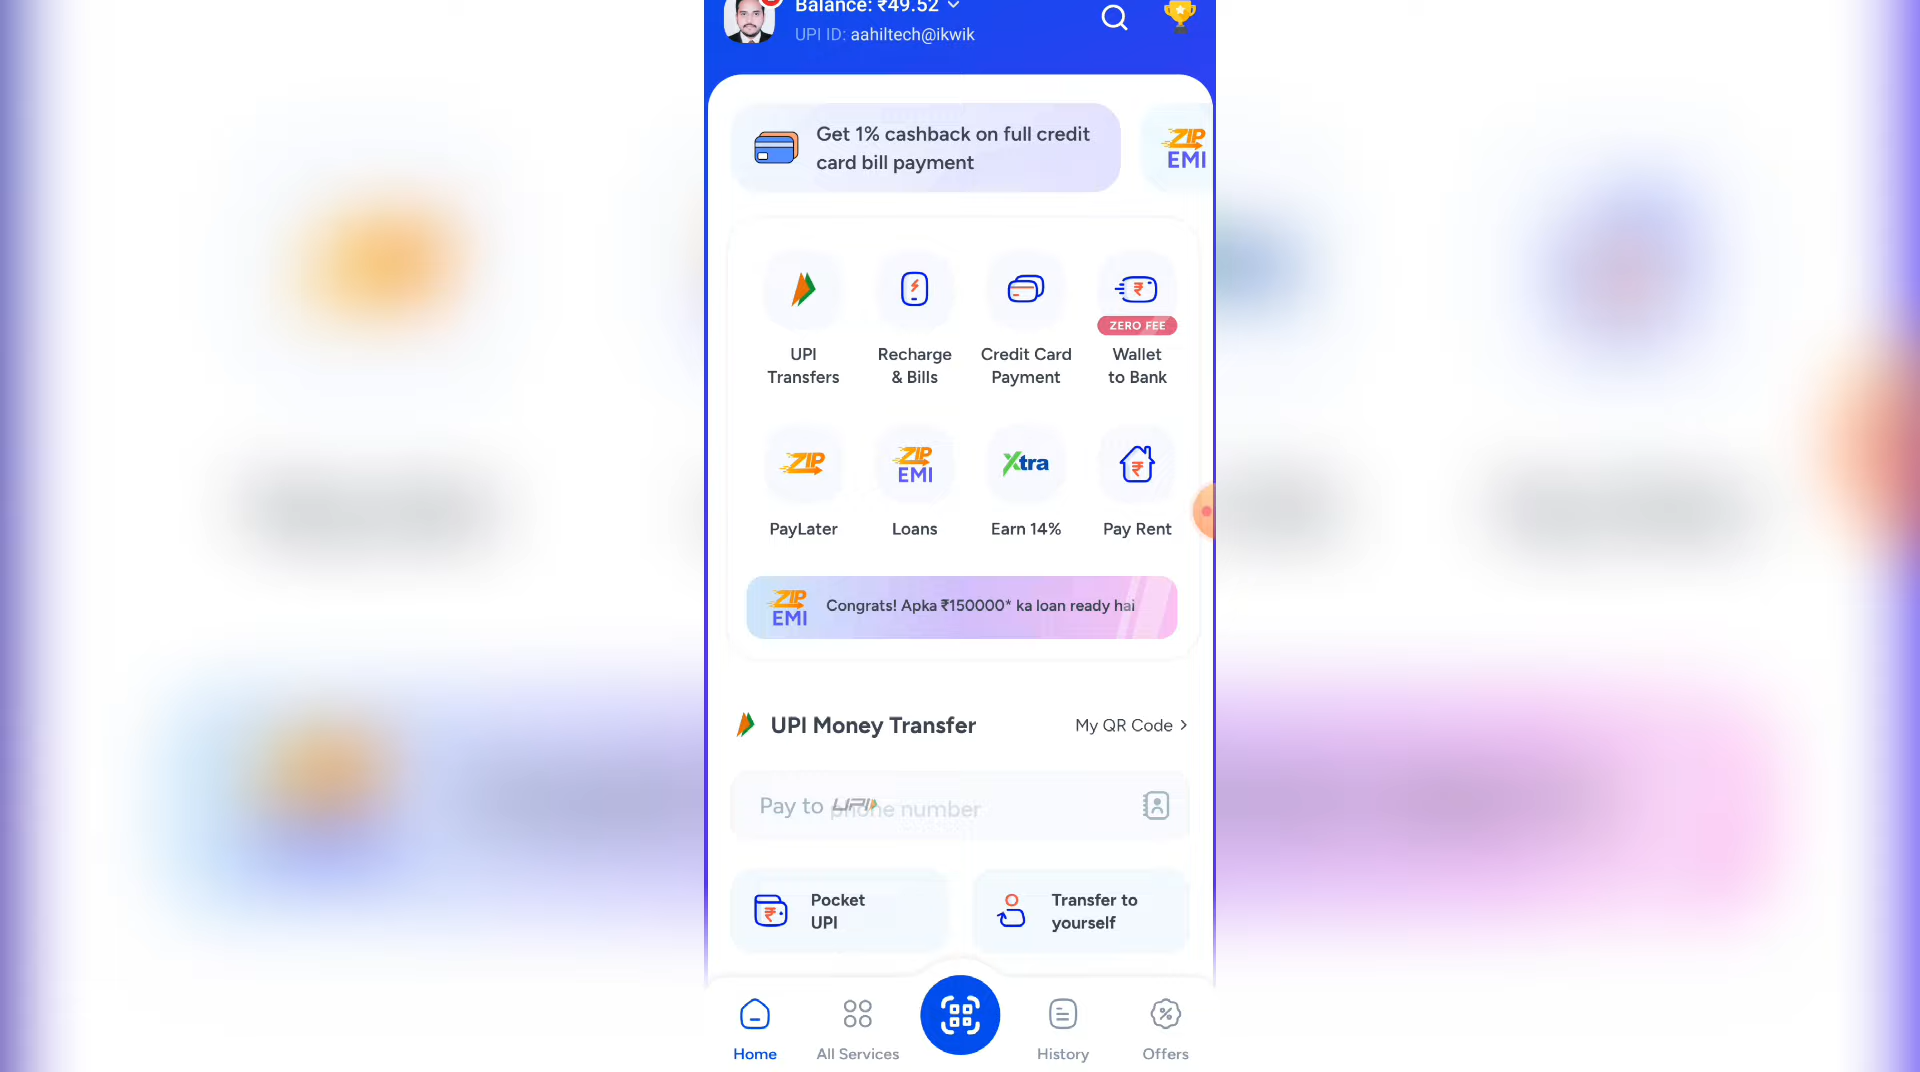 Balance: ₹49.52
UPI ID: aahiltech@ikwik
Get 1% cashback on full credit
card bill payment
ZIP
EMI
ZERO FEE
UPI
Transfers
Recharge
& Bills
Credit Card
Payment
Wallet
to Bank
ZIP
ZIP
EMI
Xtra
PayLater
Loans
Earn 14%
Pay Rent
ZIP
EMI
Congrats! Apka ₹150000* ka loan ready hai
UPI Money Transfer
My QR Code >
Pay to UPI phone number
Pocket
UPI
Transfer to
yourself
Home
All Services
History
Offers